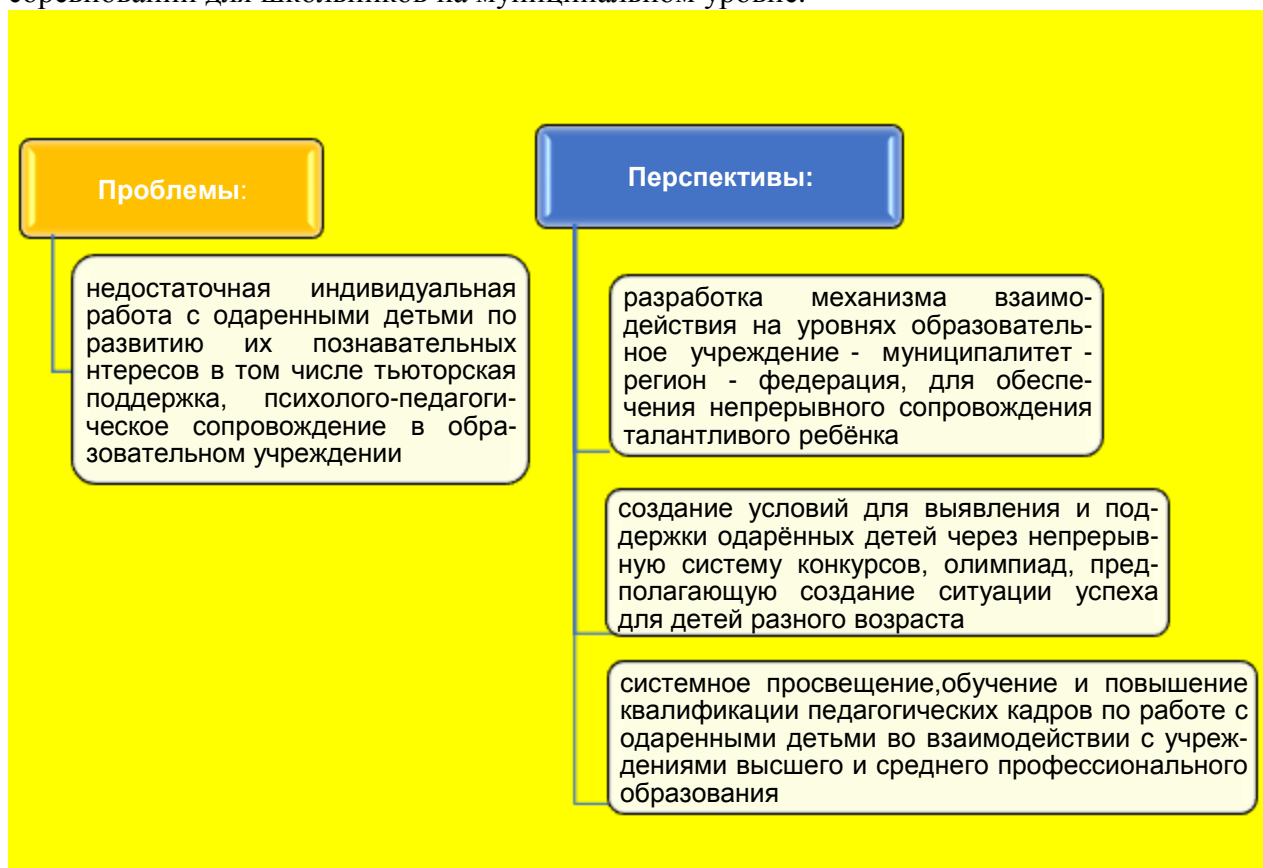 соревнований для школьников на муниципальном уровне.
Проблемы:
недостаточная индивидуальная
работа с одаренными детьми по
развитию их познавательных
нтересов в том числе тьюторская
поддержка, психолого-педагоги-
ческое сопровождение в обра-
зовательном учреждении
Перспективы:
разработка механизма взаимо-
действия на уровнях образователь-
ное учреждение - муниципалитет -
регион - федерация, для обеспе-
чения непрерывного сопровождения
талантливого ребёнка
создание условий для выявления и под-
держки одарённых детей через непрерыв-
ную систему конкурсов, олимпиад, пред-
полагающую создание ситуации успеха
для детей разного возраста
системное просвещение,обучение и повышение
квалификации педагогических кадров по работе с
одаренными детьми во взаимодействии с учреж-
дениями высшего и среднего профессионального
образования